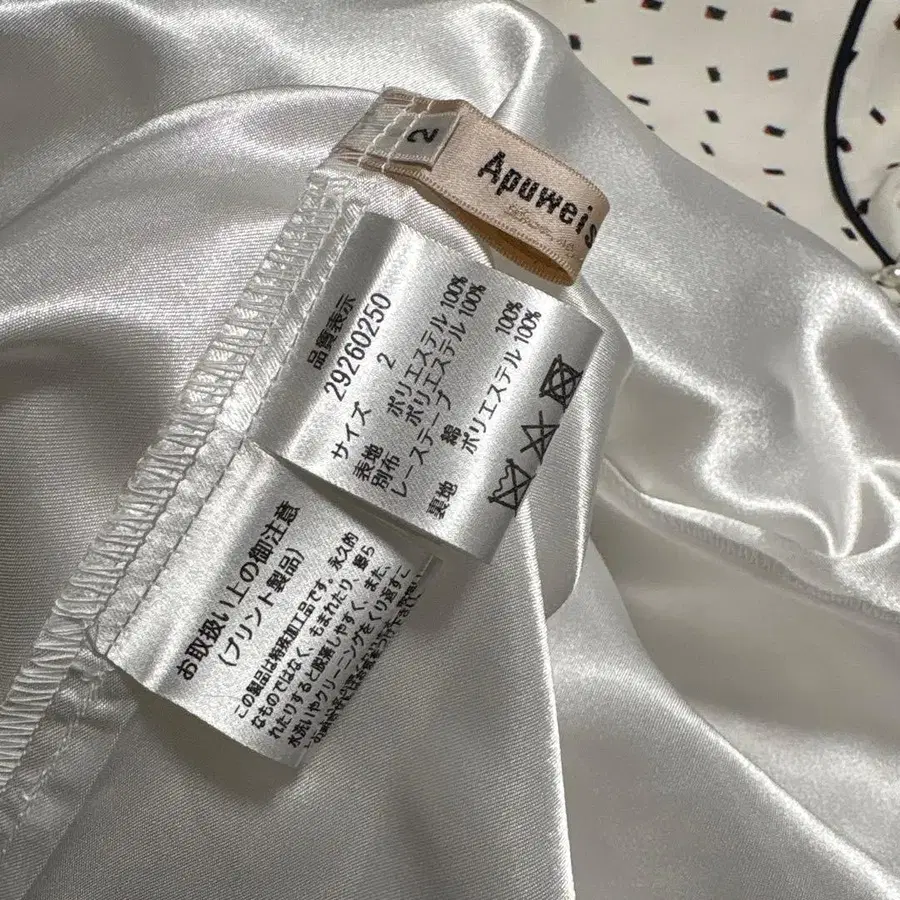 2
Apuweis
品質表示
29260250
サイズ 2
表地 ポリエステル 100%
別布 ポリエステル 100%
レーステープ
綿 100%
裏地 ポリエステル 100%
お取扱い上の御注意
(プリント製品)
この製品は特殊加工品です。永久的
なものではなく、もまれたり、擦ら
れたりすると脱落しやすく、また、
水洗いやクリーニングをくり返すこ